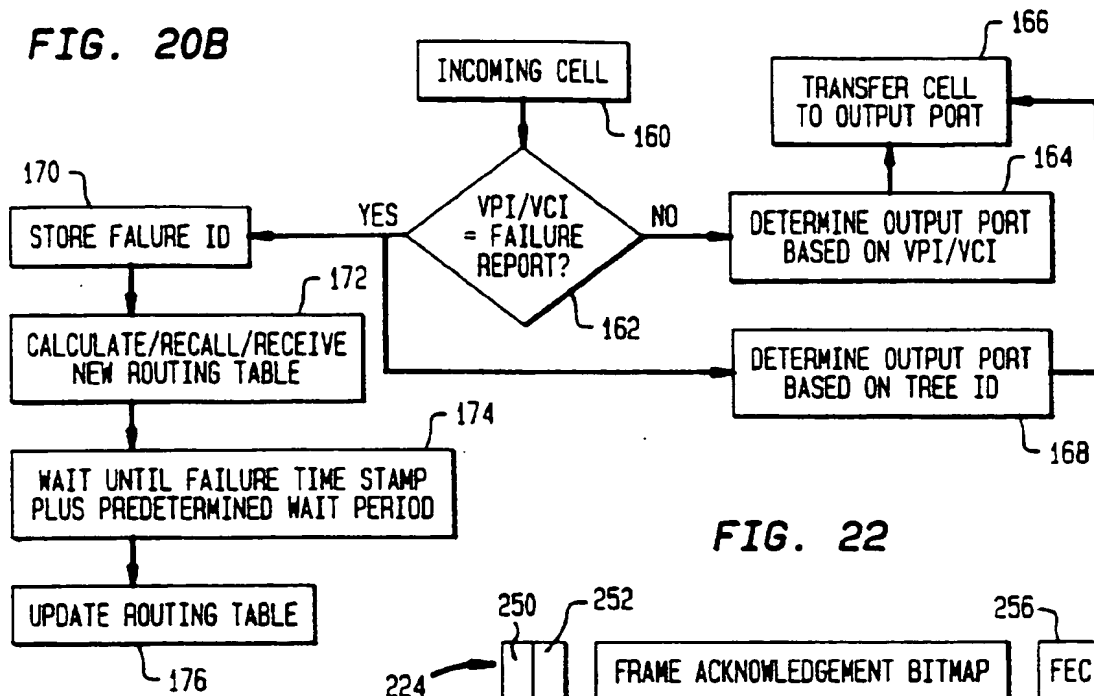 FIG. 20B
INCOMING CELL
160
VPI/VCI
= FAILURE
REPORT?
162
YES
NO
166
TRANSFER CELL
TO OUTPUT PORT
164
DETERMINE OUTPUT PORT
BASED ON VPI/VCI
DETERMINE OUTPUT PORT
BASED ON TREE ID
168
170
STORE FALURE ID
172
CALCULATE/RECALL/RECEIVE
NEW ROUTING TABLE
174
WAIT UNTIL FAILURE TIME STAMP
PLUS PREDETERMINED WAIT PERIOD
UPDATE ROUTING TABLE
176
FIG. 22
224
250
252
FRAME ACKNOWLEDGEMENT BITMAP
256
FEC